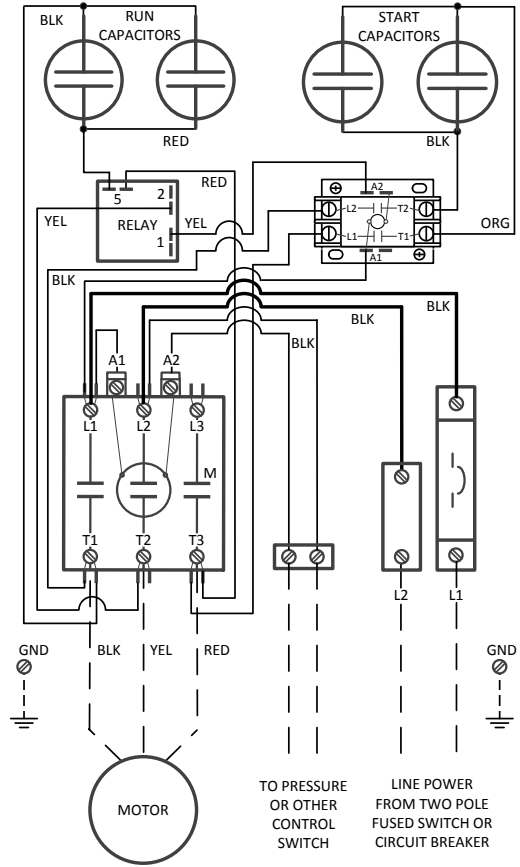 BLK
RUN
CAPACITORS
START
CAPACITORS
RED
BLK
RED
5
2
RELAY
1
YEL
YEL
A2
L2
T2
L1
T1
A1
ORG
BLK
BLK
BLK
BLK
A1
A2
L1
L2
L3
M
T1
T2
T3
L2
L1
GND
BLK
YEL
RED
GND
MOTOR
TO PRESSURE
OR OTHER
CONTROL
SWITCH
LINE POWER
FROM TWO POLE
FUSED SWITCH OR
CIRCUIT BREAKER